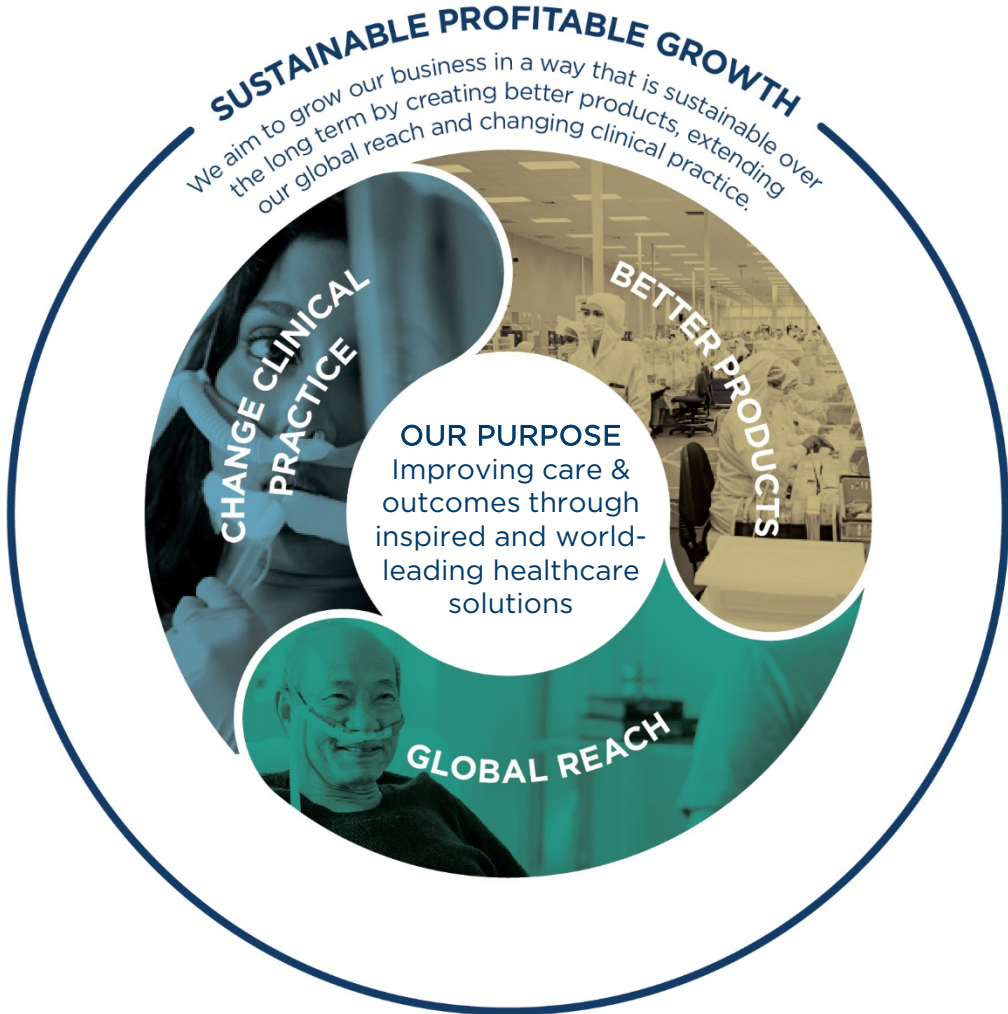 SUSTAINABLE PROFITABLE GROWTH
We aim to grow our business in a way that is sustainable over
the long term by creating better products, extending
our global reach and changing clinical practice.
CHANGE CLINICAL
PRACTICE
BETTER PRODUCTS
OUR PURPOSE
Improving care &
outcomes through
inspired and world-
leading healthcare
solutions
GLOBAL REACH